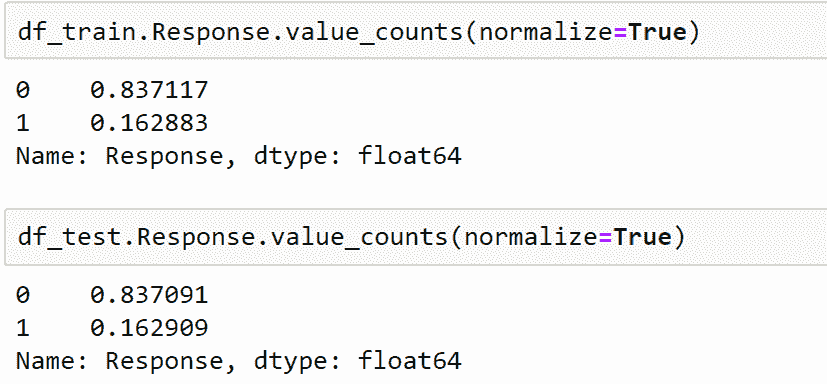 df_train.Response.value_counts(normalize=True)
0    0.837117
1    0.162883
Name: Response, dtype: float64
df_test.Response.value_counts(normalize=True)
0    0.837091
1    0.162909
Name: Response, dtype: float64